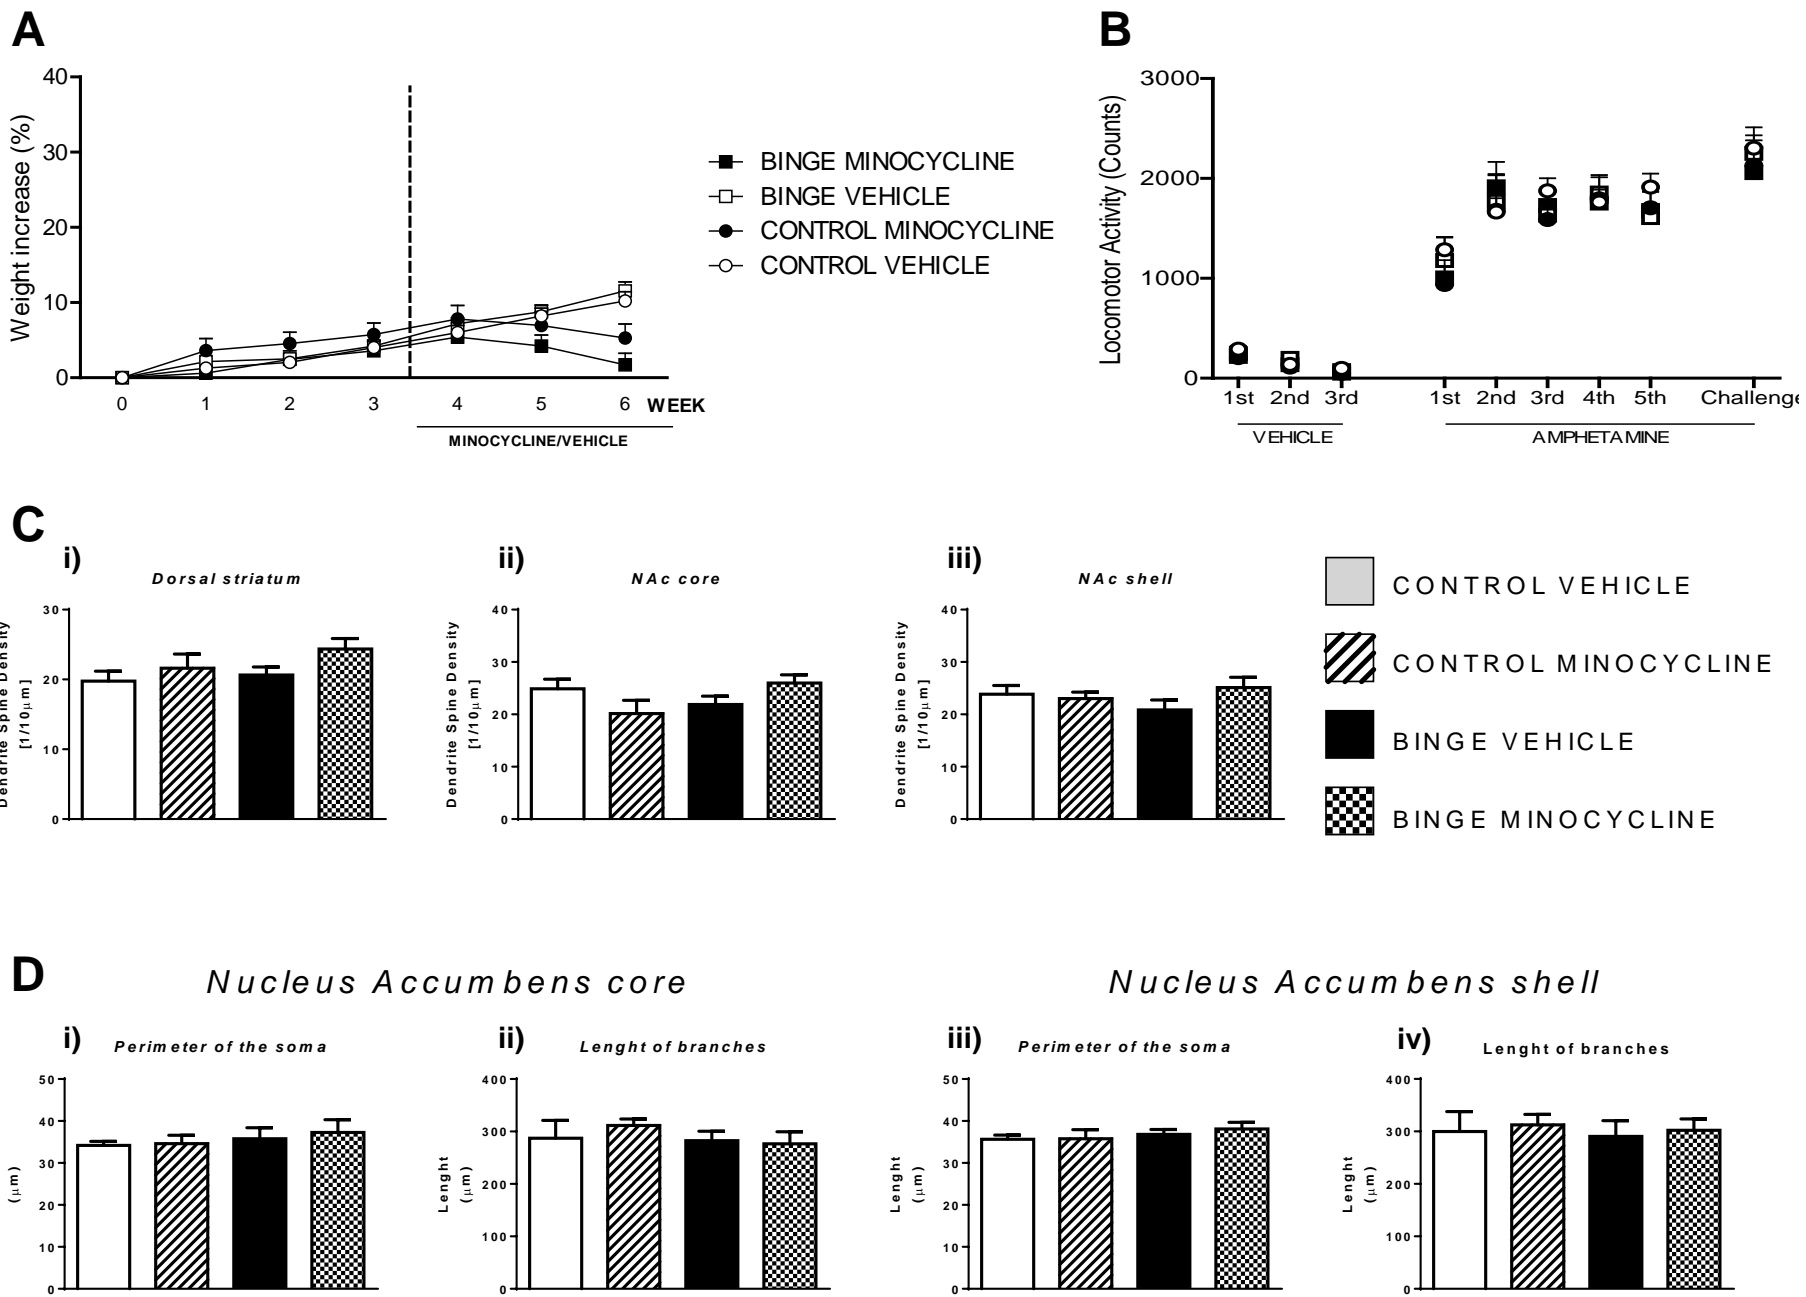 A
40
30
20
10
0
Weight increase (%)
0 1 2 3 4 5 6 WEEK
MINOCYCLINE/VEHICLE
BINGE MINOCYCLINE
BINGE VEHICLE
CONTROL MINOCYCLINE
CONTROL VEHICLE
B
3000
2000
1000
0
Locomotor Activity (Counts)
1st 2nd 3rd 1st 2nd 3rd 4th 5th Challenge
VEHICLE AMPHETAMINE
C
i)
Dorsal striatum
Dendrite Spine Density
[1/10µm]
30
20
10
0
ii)
NAc core
Dendrite Spine Density
[1/10µm]
40
30
20
10
0
iii)
NAc shell
Dendrite Spine Density
[1/10µm]
40
30
20
10
0
CONTROL VEHICLE
CONTROL MINOCYCLINE
BINGE VEHICLE
BINGE MINOCYCLINE
D
Nucleus Accumbens core
Nucleus Accumbens shell
i)
Perimeter of the soma
(µm)
50
40
30
20
10
0
ii)
Lenght of branches
Lenght
(µm)
400
300
200
100
0
iii)
Perimeter of the soma
Lenght
(µm)
50
40
30
20
10
0
iv)
Lenght of branches
Lenght
(µm)
400
300
200
100
0